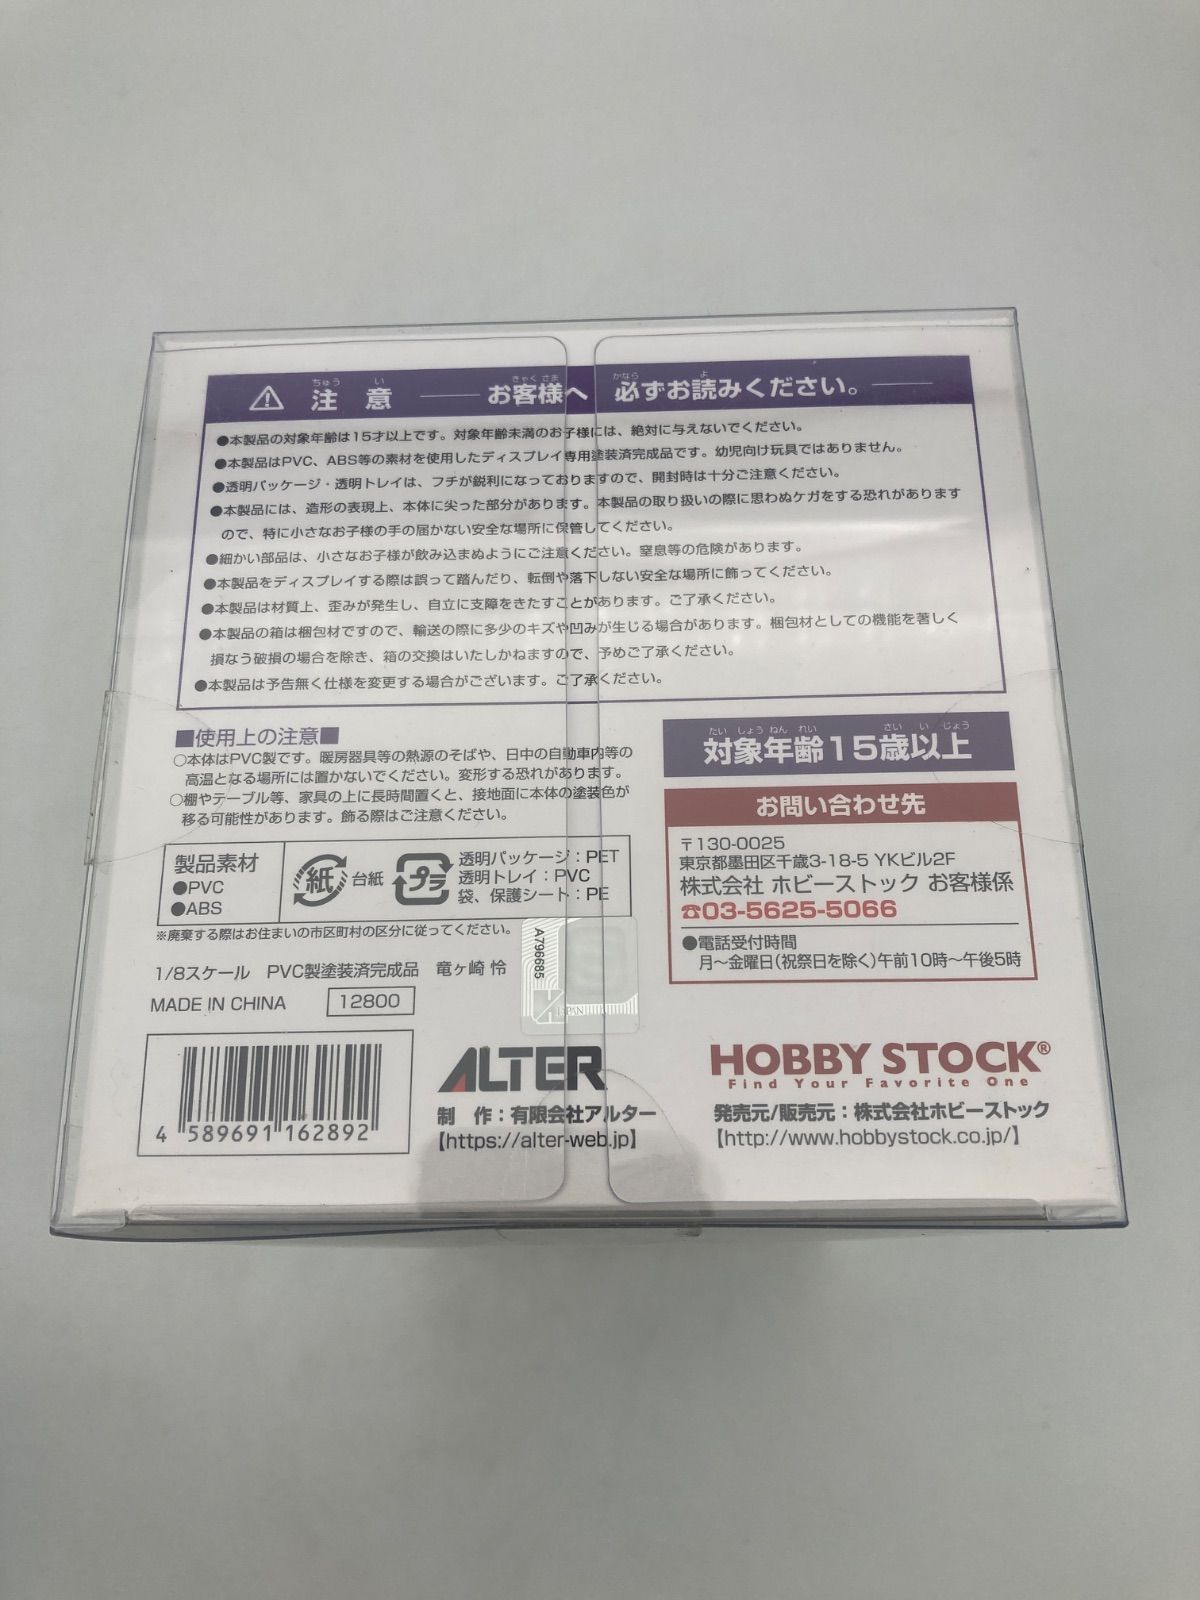 ⚠ 注意 お客様へ 必ずお読みください。
●本製品の対象年齢は15才以上です。対象年齢未満のお子様には、絶対に与えないでください。
●本製品はPVC、ABS等の素材を使用したディスプレイ専用塗装済完成品です。幼児向け玩具ではありません。
●透明パッケージ・透明トレイは、フチが鋭利になっておりますので、開封時は十分ご注意ください。
●本製品には、造形の表現上、本体に尖った部分があります。本製品の取り扱いの際に思わぬケガをする恐れがあります
ので、特に小さなお子様の手の届かない安全な場所に保管してください。
●細かい部品は、小さなお子様が飲み込まぬようにご注意ください。窒息等の危険があります。
●本製品をディスプレイする際は誤って踏んだり、転倒や落下しない安全な場所に飾ってください。
●本製品は材質上、歪みが発生し、自立に支障をきたすことがあります。ご了承ください。
●本製品の箱は梱包材ですので、輸送の際に多少のキズや凹みが生じる場合があります。梱包材としての機能を著しく
損なう破損の場合を除き、箱の交換はいたしかねますので、予めご了承ください。
●本製品は予告無く仕様を変更する場合がございます。ご了承ください。
■使用上の注意■
○本体はPVC製です。暖房器具等の熱源のそばや、日中の自動車内等の
高温となる場所には置かないでください。変形する恐れがあります。
○棚やテーブル等、家具の上に長時間置くと、接地面に本体の塗装色が
移る可能性があります。飾る際はご注意ください。
製品素材
●PVC
●ABS
紙 台紙
プラ
透明パッケージ：PET
透明トレイ：PVC
袋、保護シート：PE
※廃棄する際はお住まいの市区町村の区分に従ってください。
1/8スケール PVC製塗装済完成品 竜ヶ崎 怜
MADE IN CHINA 12800
4 589691 162892
対象年齢15歳以上
お問い合わせ先
〒130-0025
東京都墨田区千歳3-18-5 YKビル2F
株式会社 ホビーストック お客様係
☎03-5625-5066
●電話受付時間
月〜金曜日(祝祭日を除く)午前10時〜午後5時
A796685
JAPAN
ALTER
制 作：有限会社アルター
【https://alter-web.jp】
HOBBY STOCK®
Find Your Favorite One
発売元/販売元：株式会社ホビーストック
【http://www.hobbystock.co.jp/】